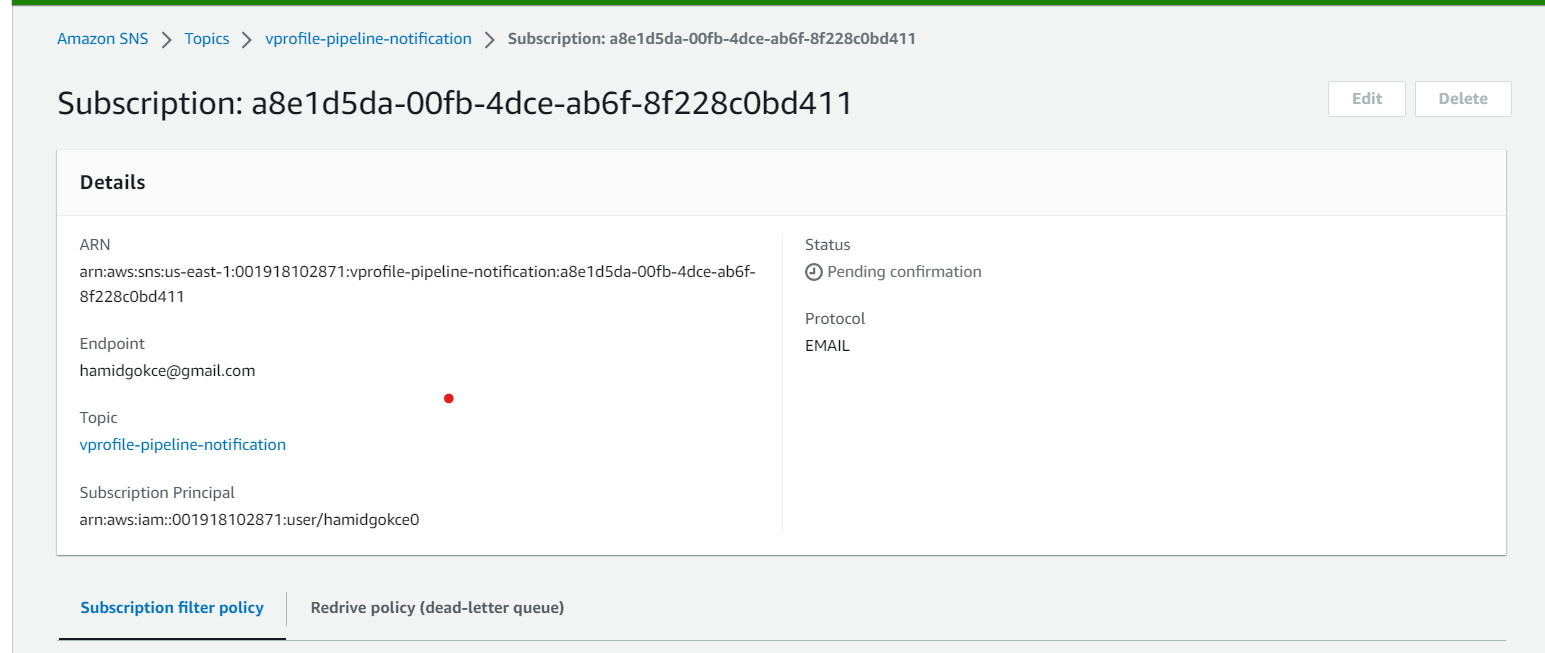 Amazon SNS > Topics > vprofile-pipeline-notification > Subscription: a8e1d5da-00fb-4dce-ab6f-8f228c0bd411
Subscription: a8e1d5da-00fb-4dce-ab6f-8f228c0bd411
Edit
Delete
Details
ARN
arn:aws:sns:us-east-1:001918102871:vprofile-pipeline-notification:a8e1d5da-00fb-4dce-ab6f-
8f228c0bd411
Endpoint
hamidgokce@gmail.com
Topic
vprofile-pipeline-notification
Subscription Principal
arn:aws:iam::001918102871:user/hamidgokce0
Status
Pending confirmation
Protocol
EMAIL
Subscription filter policy
Redrive policy (dead-letter queue)